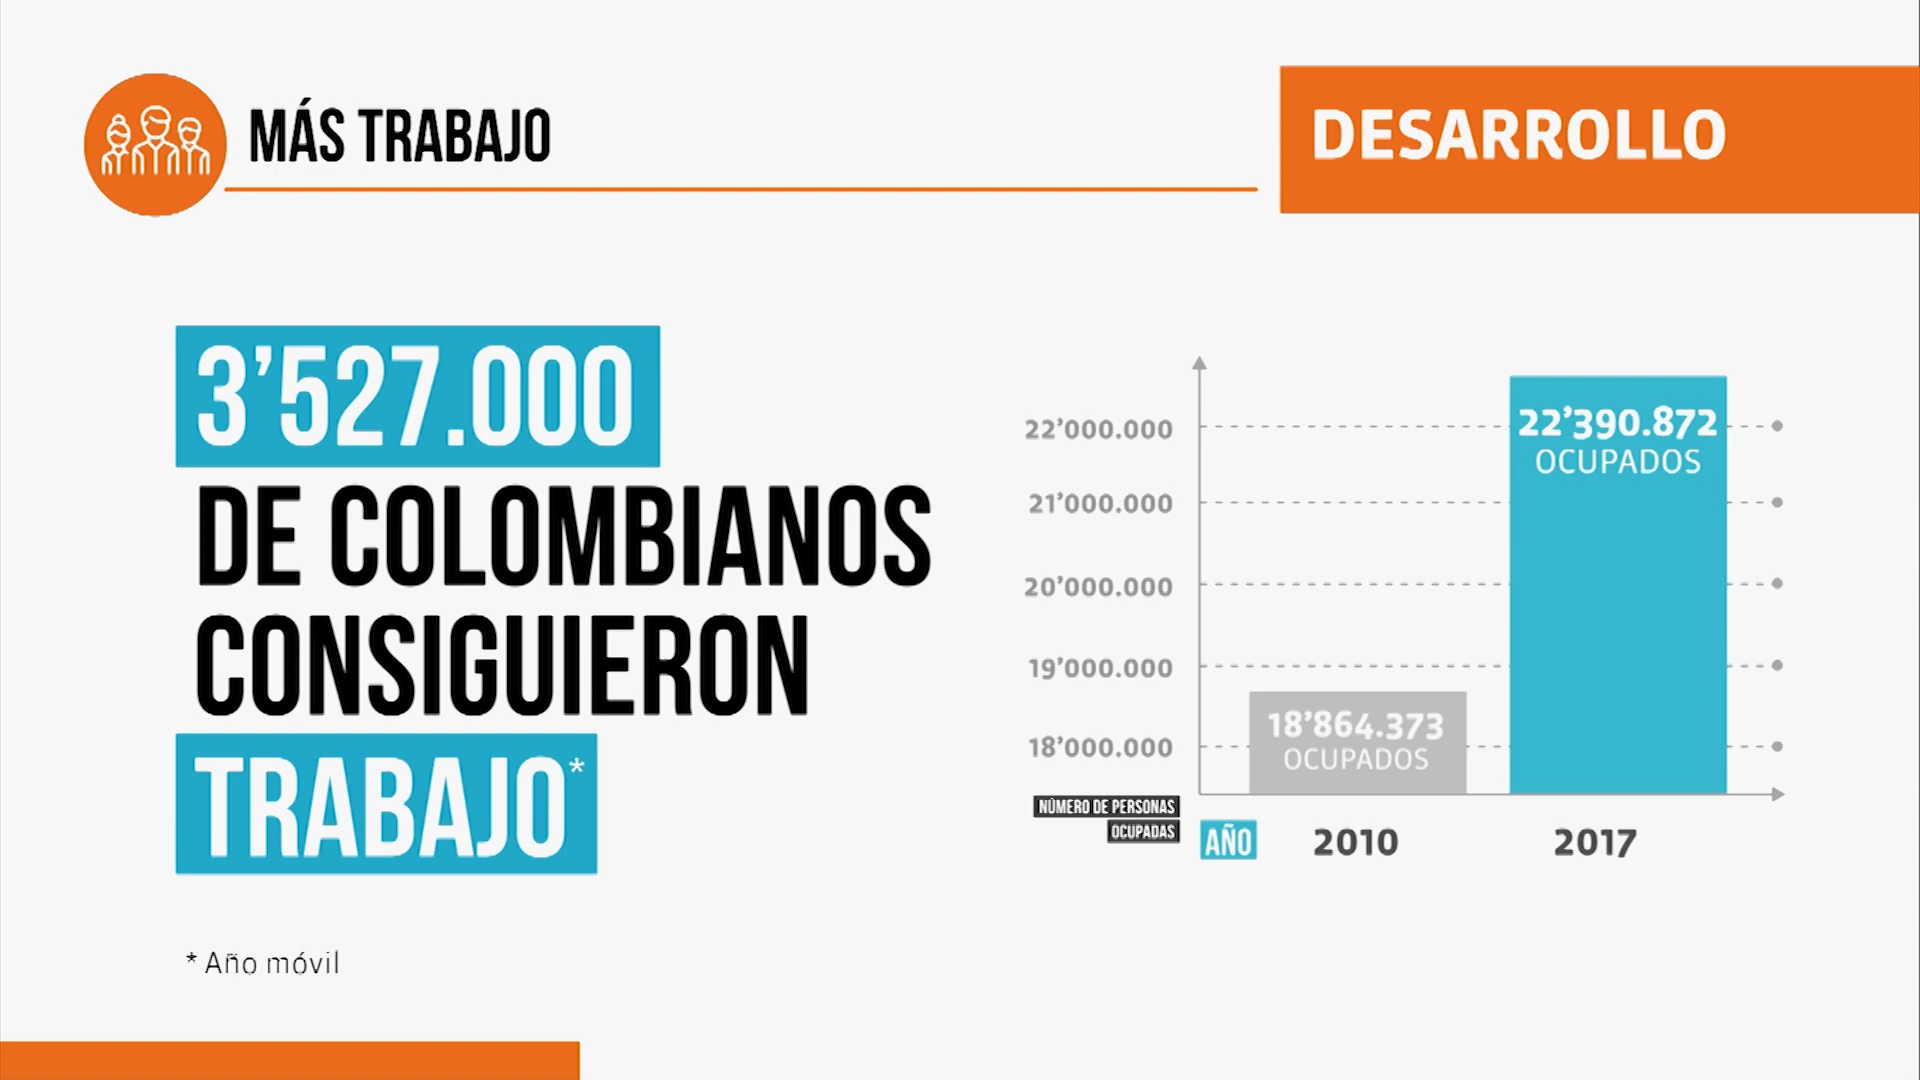 MÁS TRABAJO
DESARROLLO
3’527.000
DE COLOMBIANOS
CONSIGUIERON
TRABAJO*
* Año móvil
22’000.000
21’000.000
20’000.000
19’000.000
18’000.000
NÚMERO DE PERSONAS
OCUPADAS
18’864.373
OCUPADOS
22’390.872
OCUPADOS
AÑO
2010
2017